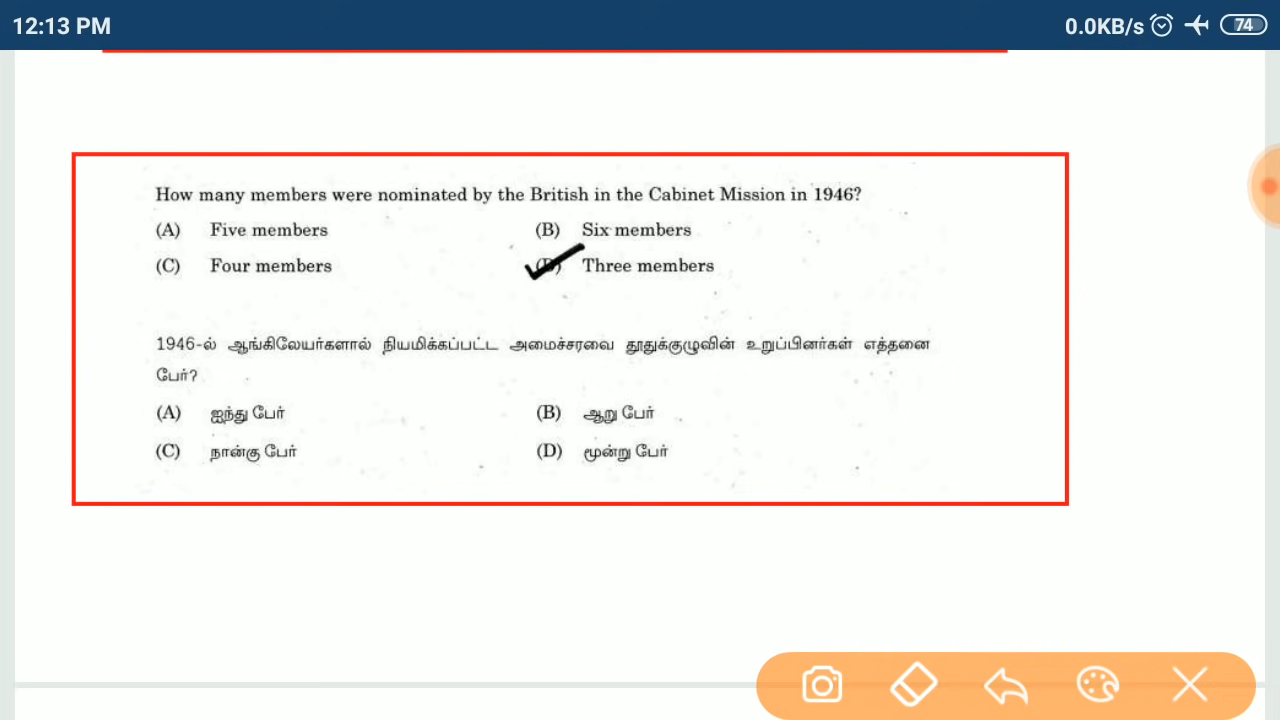 12:13 PM 0.0KB/s 74
How many members were nominated by the British in the Cabinet Mission in 1946?
(A) Five members (B) Six members
(C) Four members (D) Three members
1946-ல் ஆங்கிலேயர்களால் நியமிக்கப்பட்ட அமைச்சரவை தூதுக்குழுவின் உறுப்பினர்கள் எத்தனை
பேர்?
(A) ஐந்து பேர் (B) ஆறு பேர்
(C) நான்கு பேர் (D) மூன்று பேர்